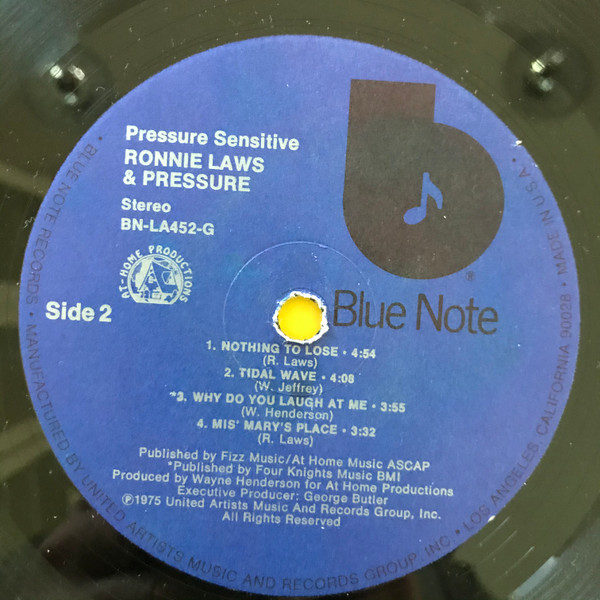 Pressure Sensitive
RONNIE LAWS
& PRESSURE
Stereo
BN-LA452-G
AT-HOME PRODUCTIONS
Side 2
b
®
Blue Note
1. NOTHING TO LOSE • 4:54
(R. Laws)
2. TIDAL WAVE • 4:08
(W. Jeffrey)
*3. WHY DO YOU LAUGH AT ME • 3:55
(W. Henderson)
4. MIS' MARY'S PLACE • 3:32
(R. Laws)
Published by Fizz Music/At Home Music ASCAP
*Published by Four Knights Music BMI
Produced by Wayne Henderson for At Home Productions
Executive Producer: George Butler
℗1975 United Artists Music And Records Group, Inc.
All Rights Reserved
• BLUE NOTE RECORDS • MANUFACTURED BY UNITED ARTISTS MUSIC AND RECORDS GROUP, INC. • LOS ANGELES, CALIFORNIA 90028 • MADE IN U.S.A. •